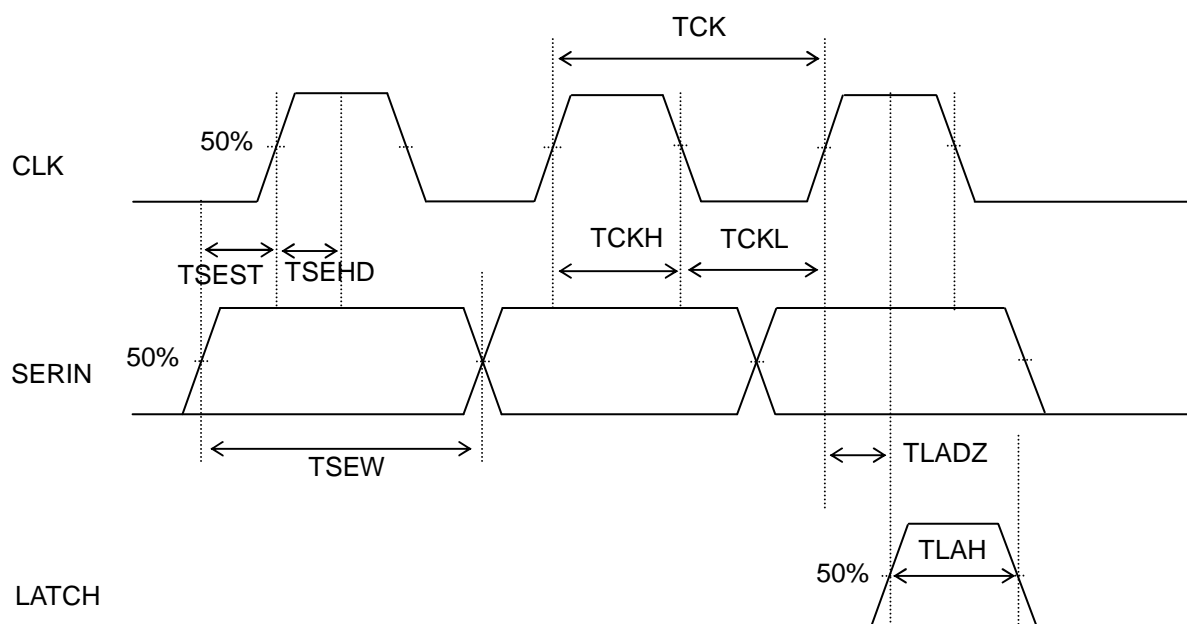 TCK
50%
CLK
TCKH
TCKL
TSEST
TSEHD
50%
SERIN
TSEW
TLADZ
TLAH
50%
LATCH